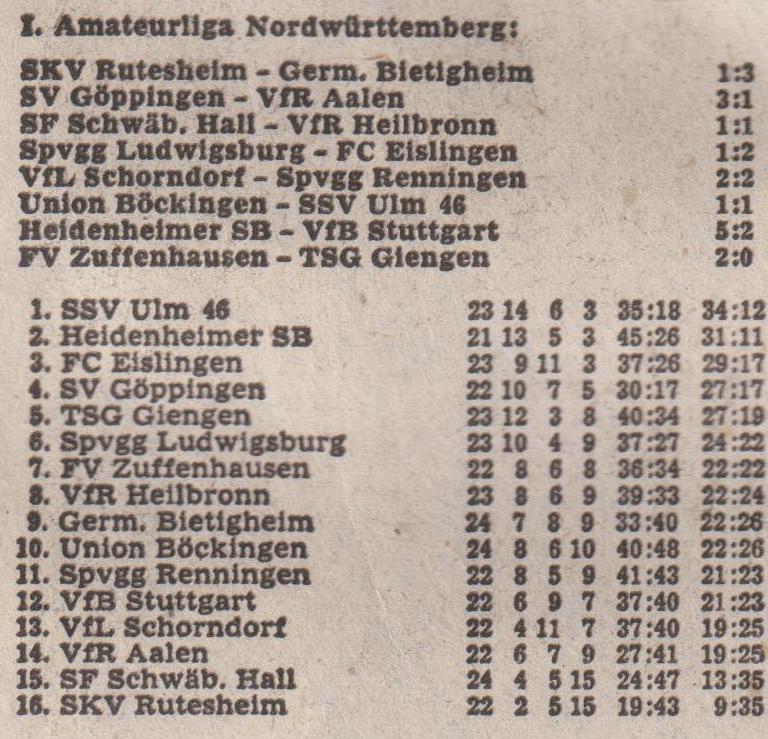 I. Amateurliga Nordwürttemberg:
SKV Rutesheim – Germ. Bietigheim 1:3
SV Göppingen – VfR Aalen 3:1
SF Schwäb. Hall – VfR Heilbronn 1:1
Spvgg Ludwigsburg – FC Eislingen 1:2
VfL Schorndorf – Spvgg Renningen 2:2
Union Böckingen – SSV Ulm 46 1:1
Heidenheimer SB – VfB Stuttgart 5:2
FV Zuffenhausen – TSG Giengen 2:0
1. SSV Ulm 46 23 14 6 3 35:18 34:12
2. Heidenheimer SB 21 13 5 3 45:26 31:11
3. FC Eislingen 23 9 11 3 37:26 29:17
4. SV Göppingen 22 10 7 5 30:17 27:17
5. TSG Giengen 23 12 3 8 40:34 27:19
6. Spvgg Ludwigsburg 23 10 4 9 37:27 24:22
7. FV Zuffenhausen 22 8 6 8 36:34 22:22
8. VfR Heilbronn 23 8 6 9 39:33 22:24
9. Germ. Bietigheim 24 7 8 9 33:40 22:26
10. Union Böckingen 24 8 6 10 40:48 22:26
11. Spvgg Renningen 22 8 5 9 41:43 21:23
12. VfB Stuttgart 22 6 9 7 37:40 21:23
13. VfL Schorndorf 22 4 11 7 37:40 19:25
14. VfR Aalen 22 6 7 9 27:41 19:25
15. SF Schwäb. Hall 24 4 5 15 24:47 13:35
16. SKV Rutesheim 22 2 5 15 19:43 9:35